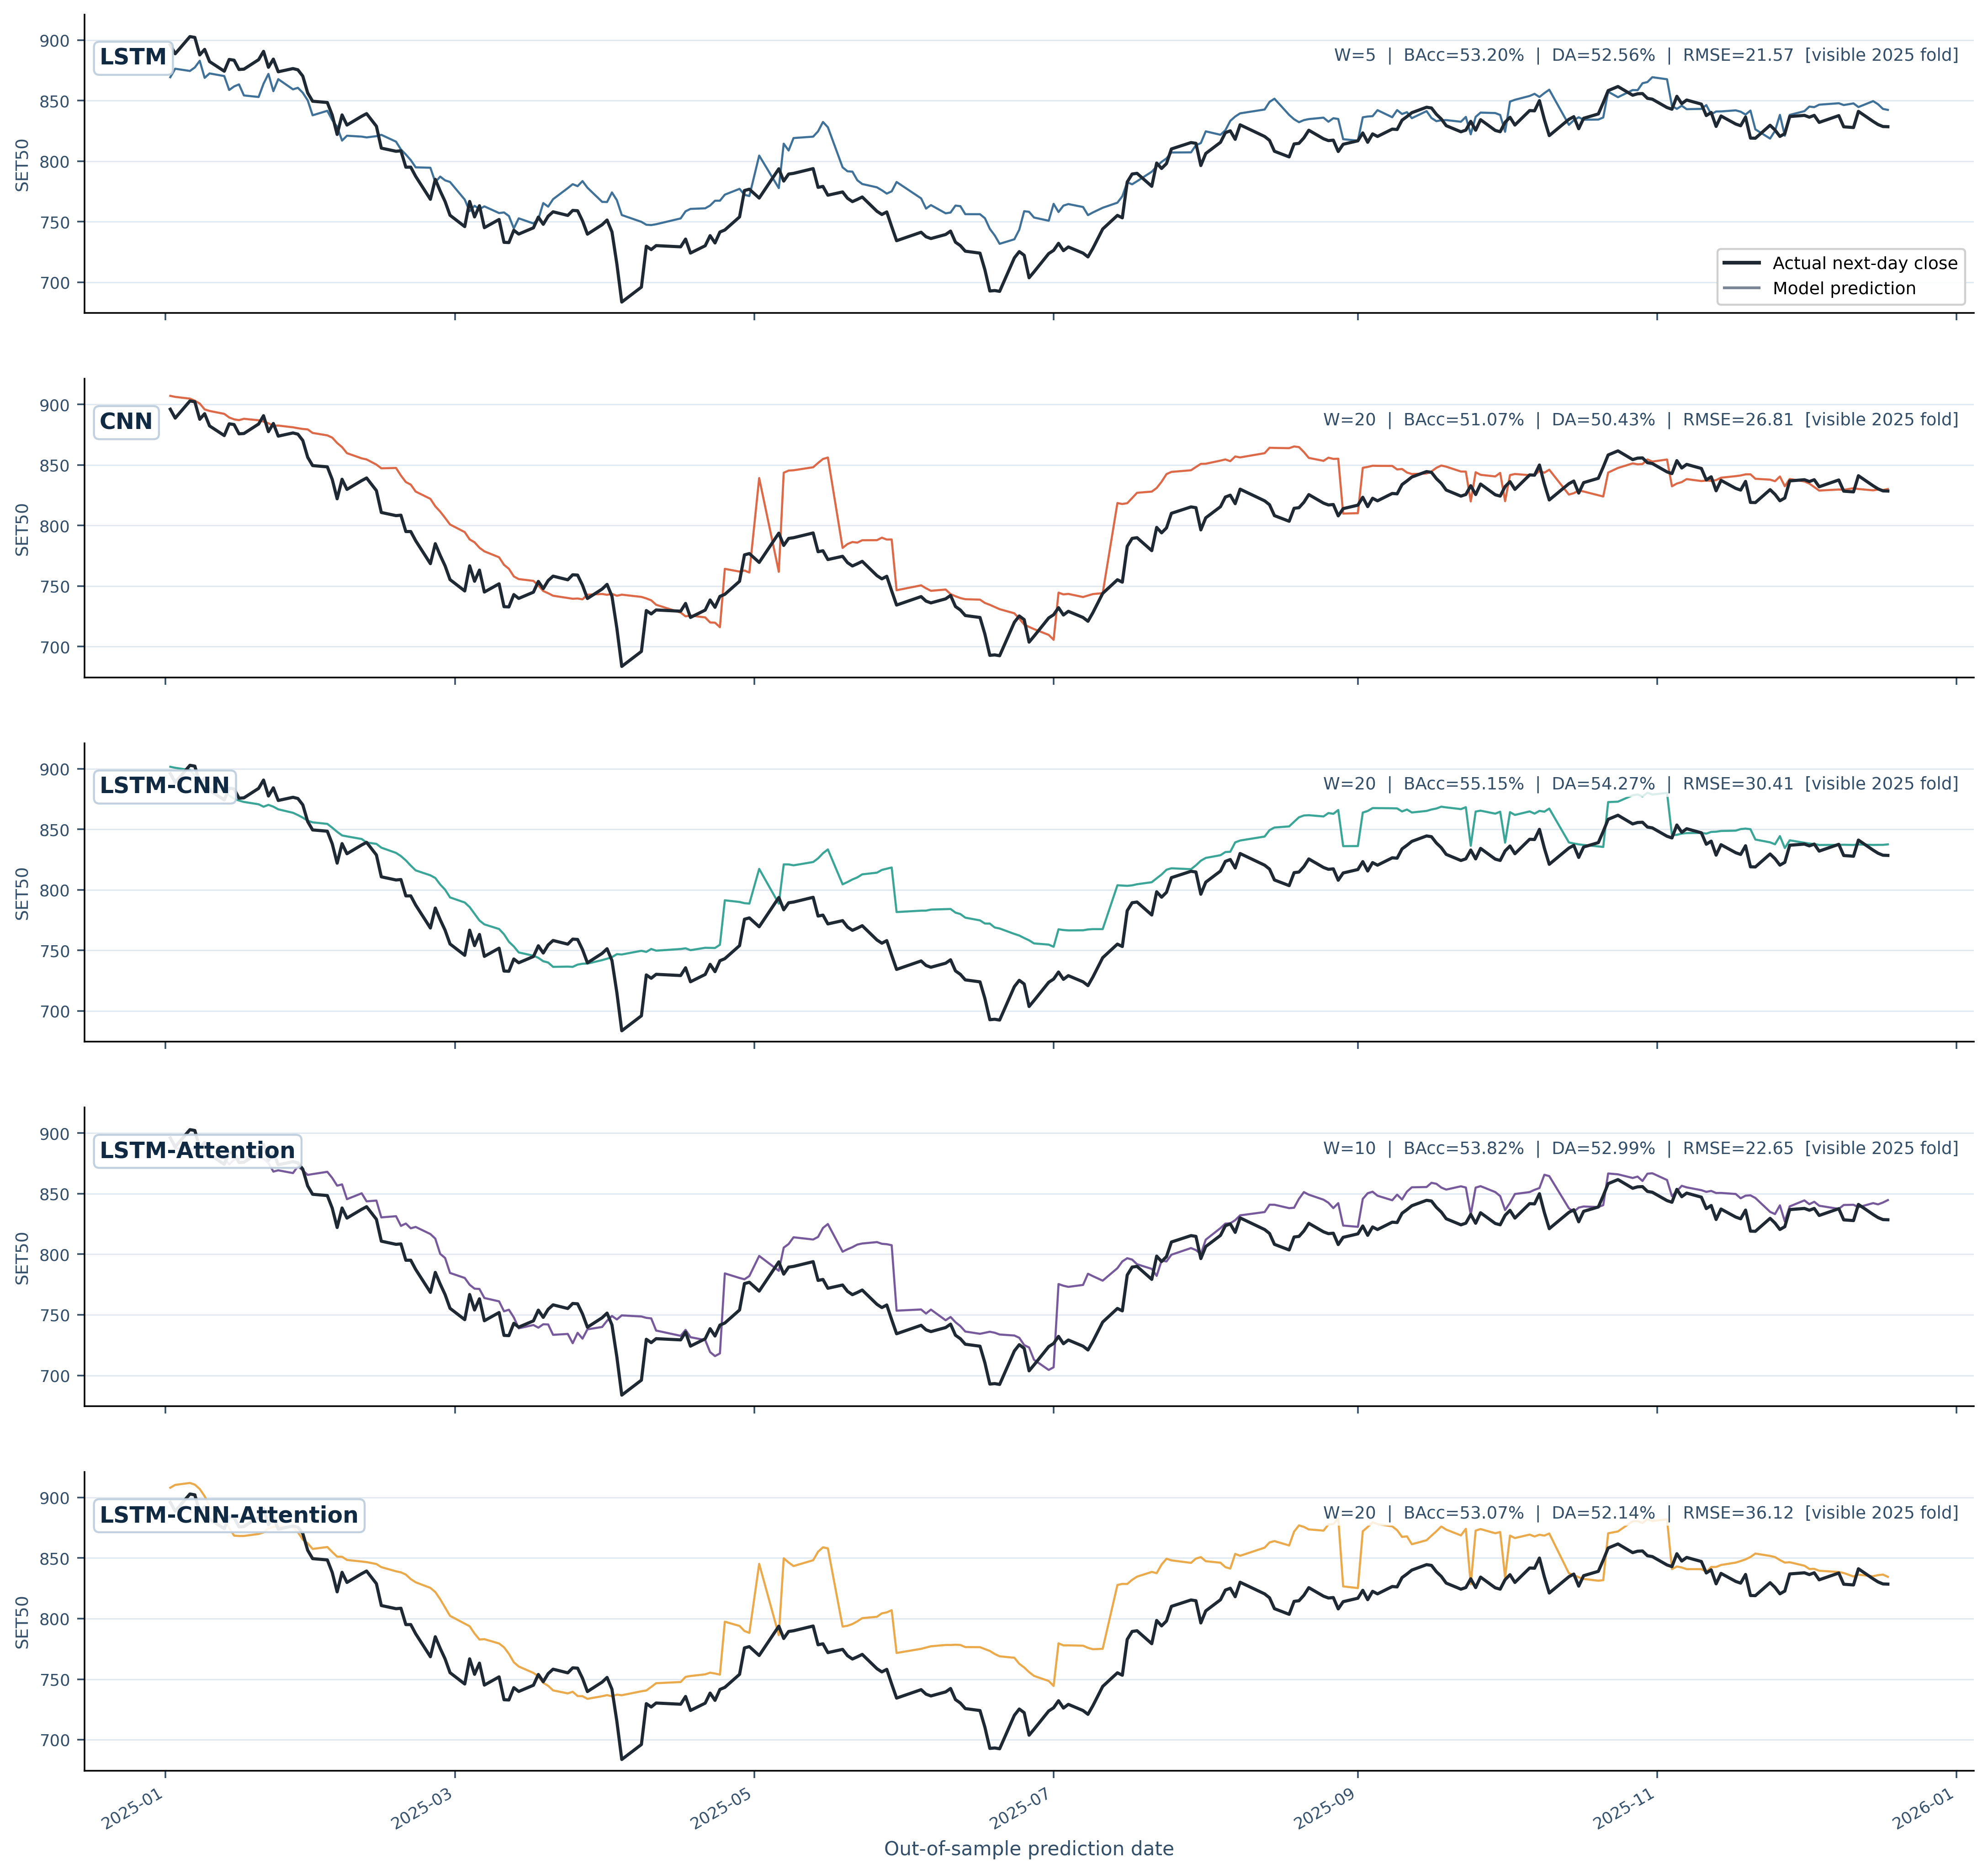 LSTM
W=5 | BAcc=53.20% | DA=52.56% | RMSE=21.57 [visible 2025 fold]
900
850
800
750
700
SET50
Actual next-day close
Model prediction
CNN
W=20 | BAcc=51.07% | DA=50.43% | RMSE=26.81 [visible 2025 fold]
900
850
800
750
700
SET50
LSTM-CNN
W=20 | BAcc=55.15% | DA=54.27% | RMSE=30.41 [visible 2025 fold]
900
850
800
750
700
SET50
LSTM-Attention
W=10 | BAcc=53.82% | DA=52.99% | RMSE=22.65 [visible 2025 fold]
900
850
800
750
700
SET50
LSTM-CNN-Attention
W=20 | BAcc=53.07% | DA=52.14% | RMSE=36.12 [visible 2025 fold]
900
850
800
750
700
SET50
2025-01
2025-03
2025-05
2025-07
2025-09
2025-11
2026-01
Out-of-sample prediction date